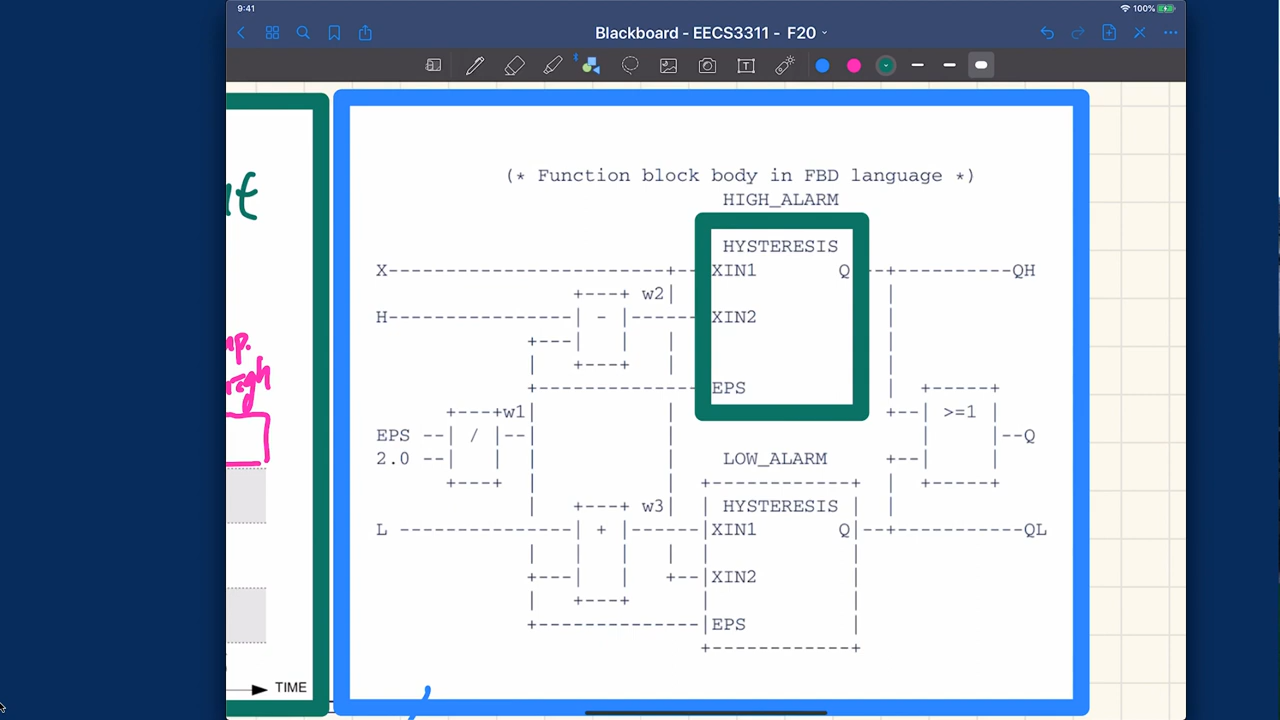 9:41
100%
Blackboard - EECS3311 - F20
(* Function block body in FBD language *)
HIGH_ALARM
HYSTERESIS
X XIN1 Q QH
w2
H - XIN2
EPS
w1 >=1
EPS / Q
2.0 LOW_ALARM
w3 HYSTERESIS
L + XIN1 Q QL
XIN2
EPS
TIME